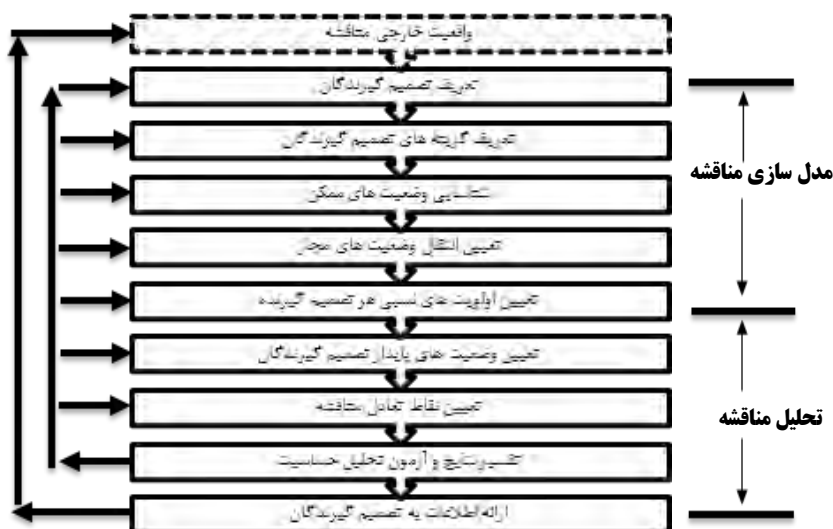 واقعیت خارجی مناقشه
تعریف تصمیم گیرندگان
تعریف گزینه های تصمیم گیرندگان
شناسایی وضعیت های ممکن
تعیین انتقال وضعیت های مجاز
تعیین اولویت های نسبی هر تصمیم گیرنده
تعیین وضعیت های پایدار تصمیم گیرندگان
تعیین نقاط تعادل مناقشه
تفسیر نتایج و آزمون تحلیل حساسیت
ارائه اطلاعات به تصمیم گیرندگان
مدل سازی مناقشه
تحلیل مناقشه